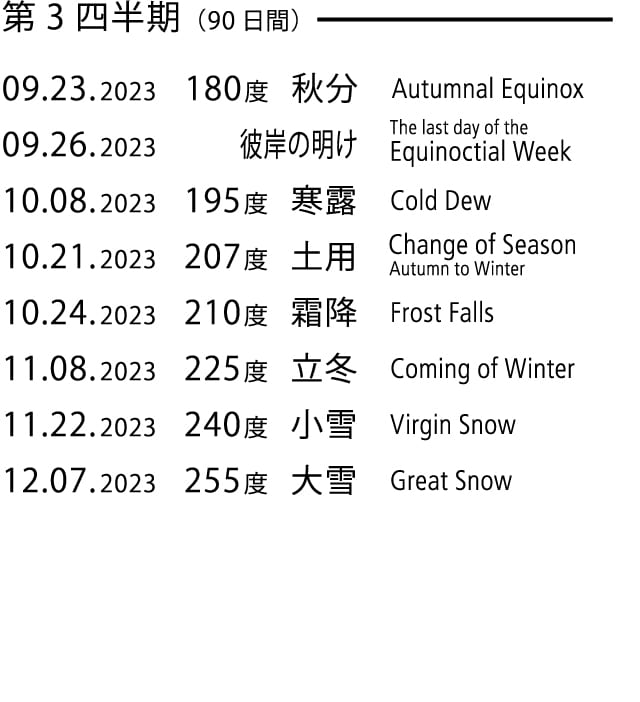 第3四半期（90日間）
09.23.2023 180度 秋分 Autumnal Equinox
09.26.2023 彼岸の明け The last day of the
Equinoctial Week
10.08.2023 195度 寒露 Cold Dew
10.21.2023 207度 土用 Change of Season
Autumn to Winter
10.24.2023 210度 霜降 Frost Falls
11.08.2023 225度 立冬 Coming of Winter
11.22.2023 240度 小雪 Virgin Snow
12.07.2023 255度 大雪 Great Snow